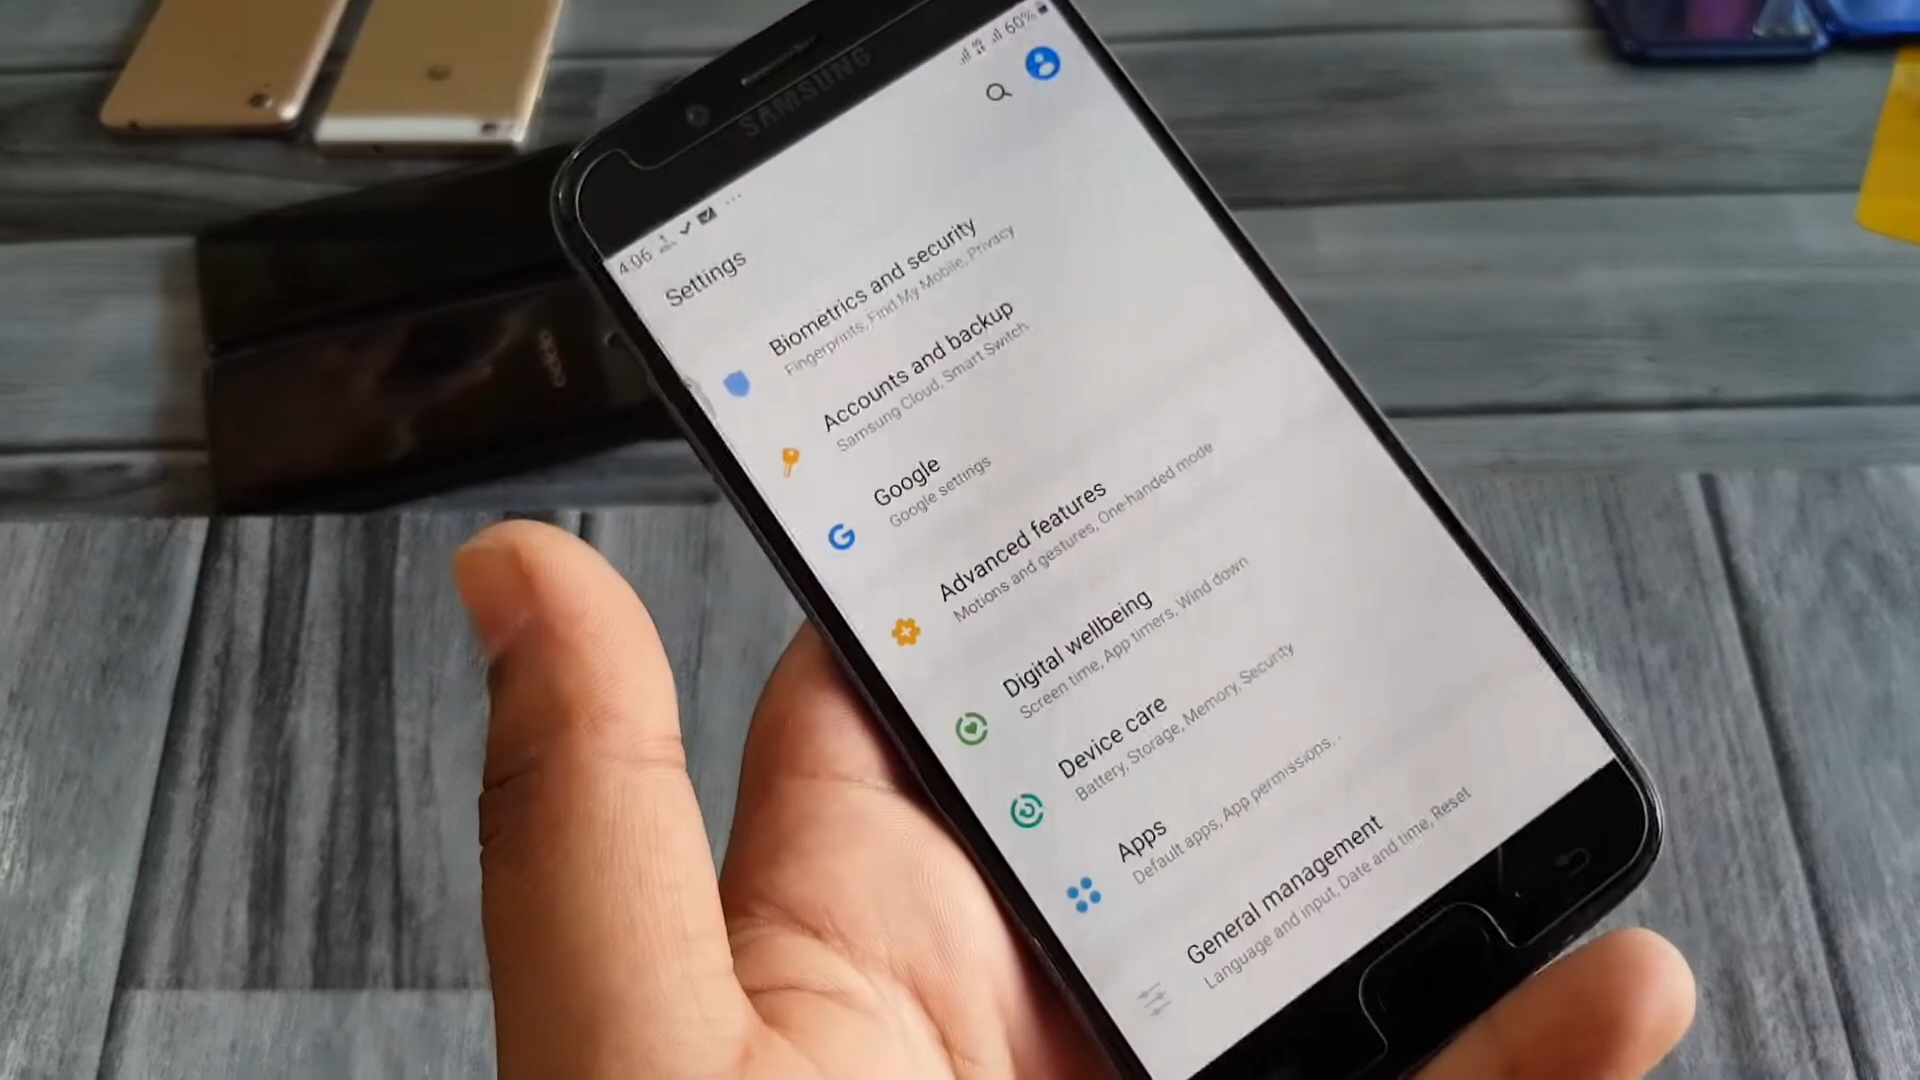 SAMSUNG
4:06
60%
Settings
Biometrics and security
Fingerprints, Find My Mobile, Privacy
Accounts and backup
Samsung Cloud, Smart Switch
Google
Google settings
Advanced features
Motions and gestures, One-handed mode
Digital wellbeing
Screen time, App timers, Wind down
Device care
Battery, Storage, Memory, Security
Apps
Default apps, App permissions, .
General management
Language and input, Date and time, Reset